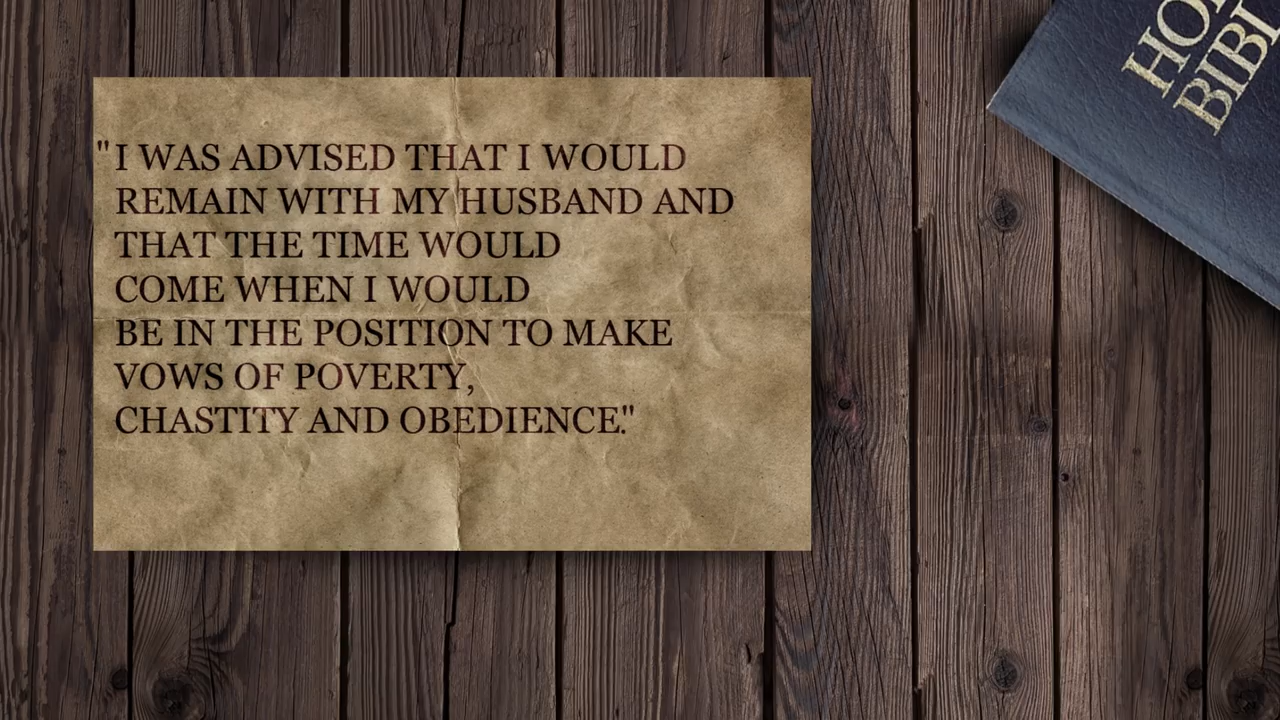 "I WAS ADVISED THAT I WOULD
REMAIN WITH MY HUSBAND AND
THAT THE TIME WOULD
COME WHEN I WOULD
BE IN THE POSITION TO MAKE
VOWS OF POVERTY,
CHASTITY AND OBEDIENCE."